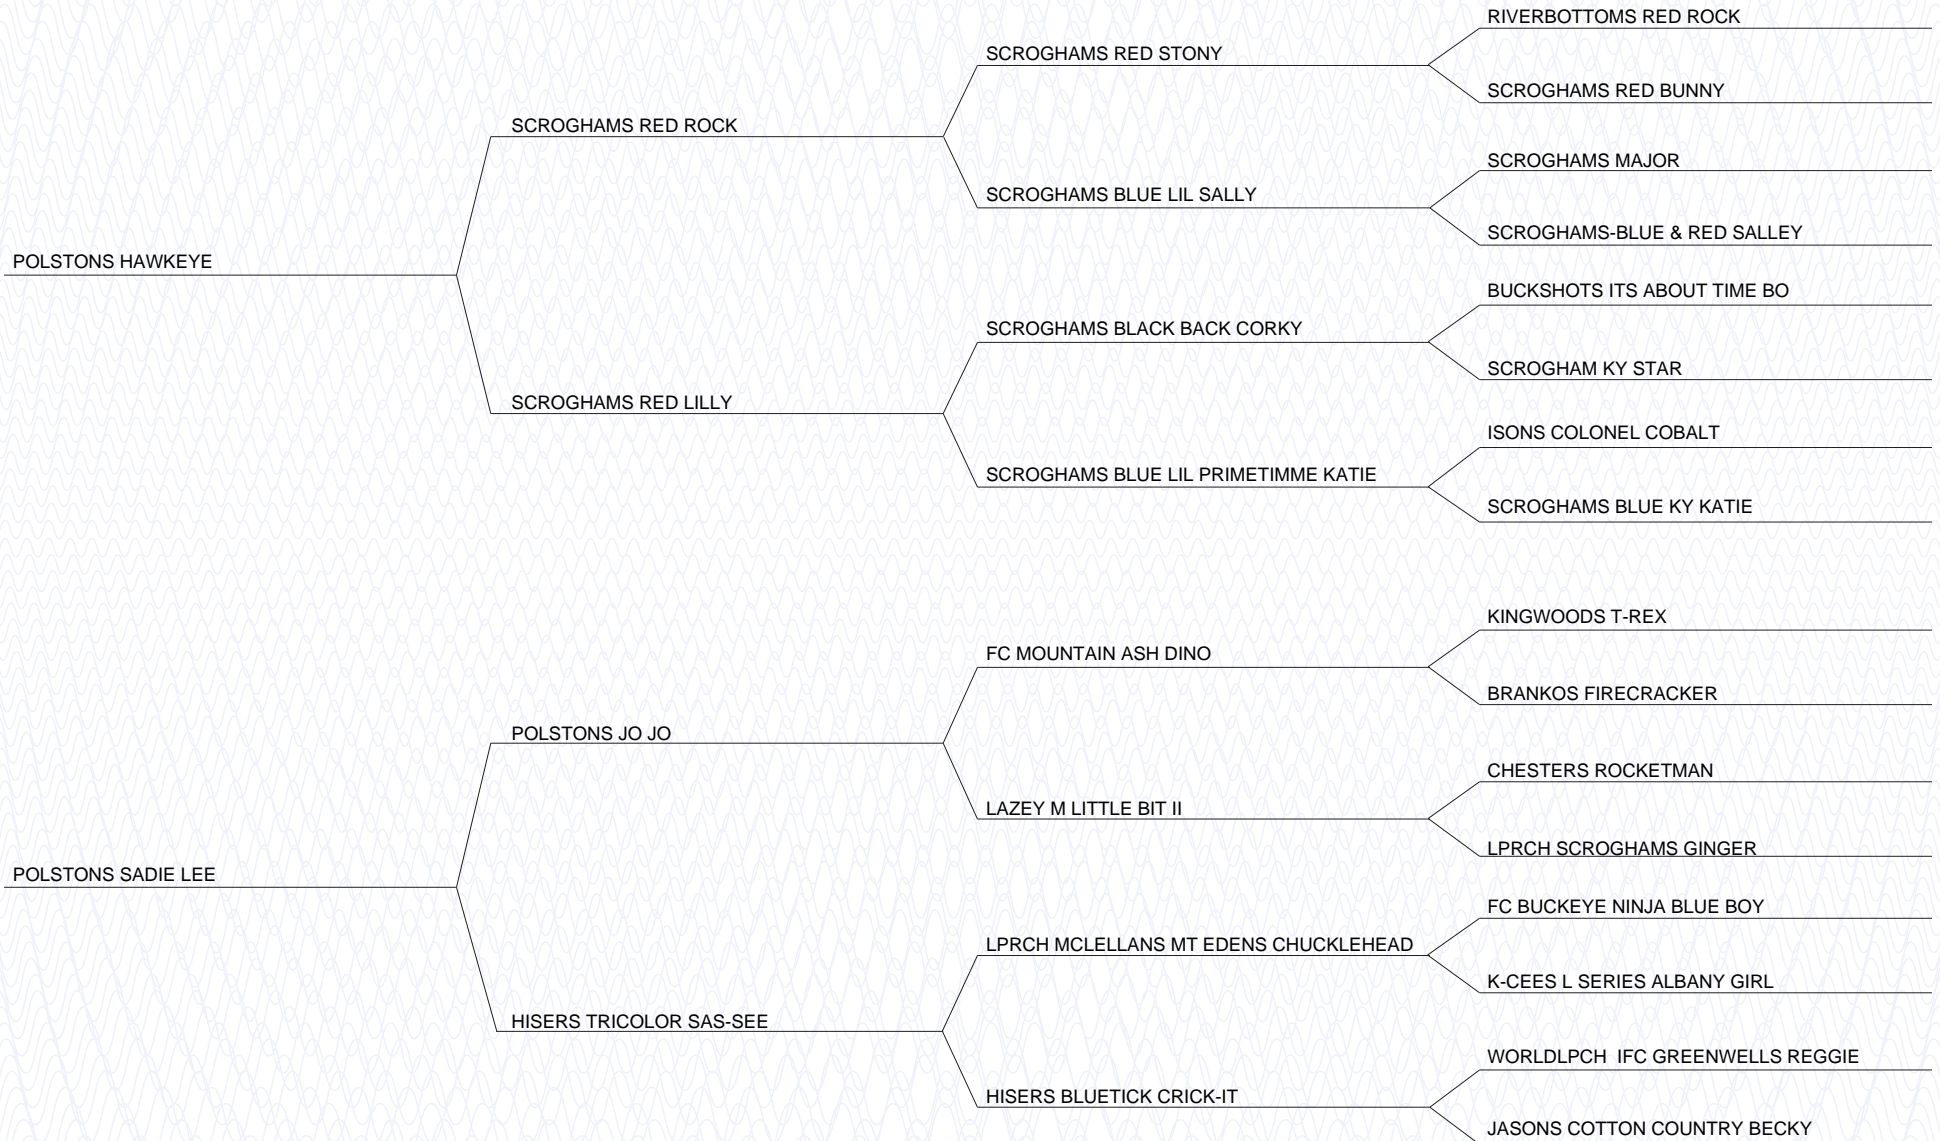 RIVERBOTTOMS RED ROCK
SCROGHAMS RED STONY
SCROGHAMS RED BUNNY
SCROGHAMS RED ROCK
SCROGHAMS MAJOR
SCROGHAMS BLUE LIL SALLY
SCROGHAMS-BLUE & RED SALLEY
POLSTONS HAWKEYE
BUCKSHOTS ITS ABOUT TIME BO
SCROGHAMS BLACK BACK CORKY
SCROGHAM KY STAR
SCROGHAMS RED LILLY
ISONS COLONEL COBALT
SCROGHAMS BLUE LIL PRIMETIMME KATIE
SCROGHAMS BLUE KY KATIE
KINGWOODS T-REX
FC MOUNTAIN ASH DINO
BRANKOS FIRECRACKER
POLSTONS JO JO
CHESTERS ROCKETMAN
LAZEY M LITTLE BIT II
LPRCH SCROGHAMS GINGER
POLSTONS SADIE LEE
FC BUCKEYE NINJA BLUE BOY
LPRCH MCLELLANS MT EDENS CHUCKLEHEAD
K-CEES L SERIES ALBANY GIRL
HISERS TRICOLOR SAS-SEE
WORLDLPCH  IFC GREENWELLS REGGIE
HISERS BLUETICK CRICK-IT
JASONS COTTON COUNTRY BECKY